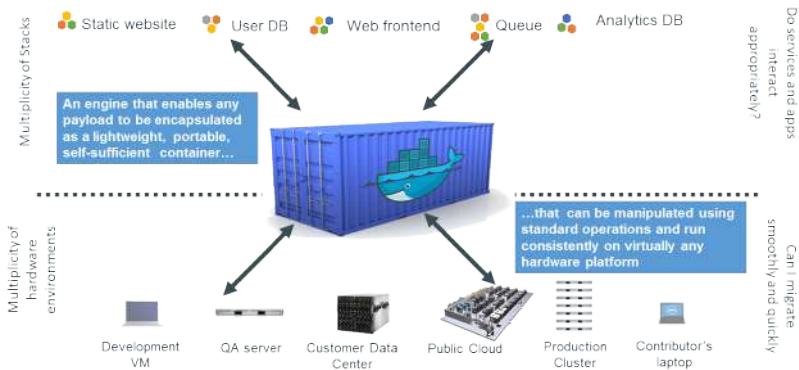 Static website
User DB
Web frontend
Queue
Analytics DB
Multiplicity of Stacks
Do services and apps
interact
appropriately?
An engine that enables any
payload to be encapsulated
as a lightweight, portable,
self-sufficient container…
…that can be manipulated using
standard operations and run
consistently on virtually any
hardware platform
Multiplicity of
hardware
environments
Can I migrate
smoothly and quickly
Development
VM
QA server
Customer Data
Center
Public Cloud
Production
Cluster
Contributor's
laptop